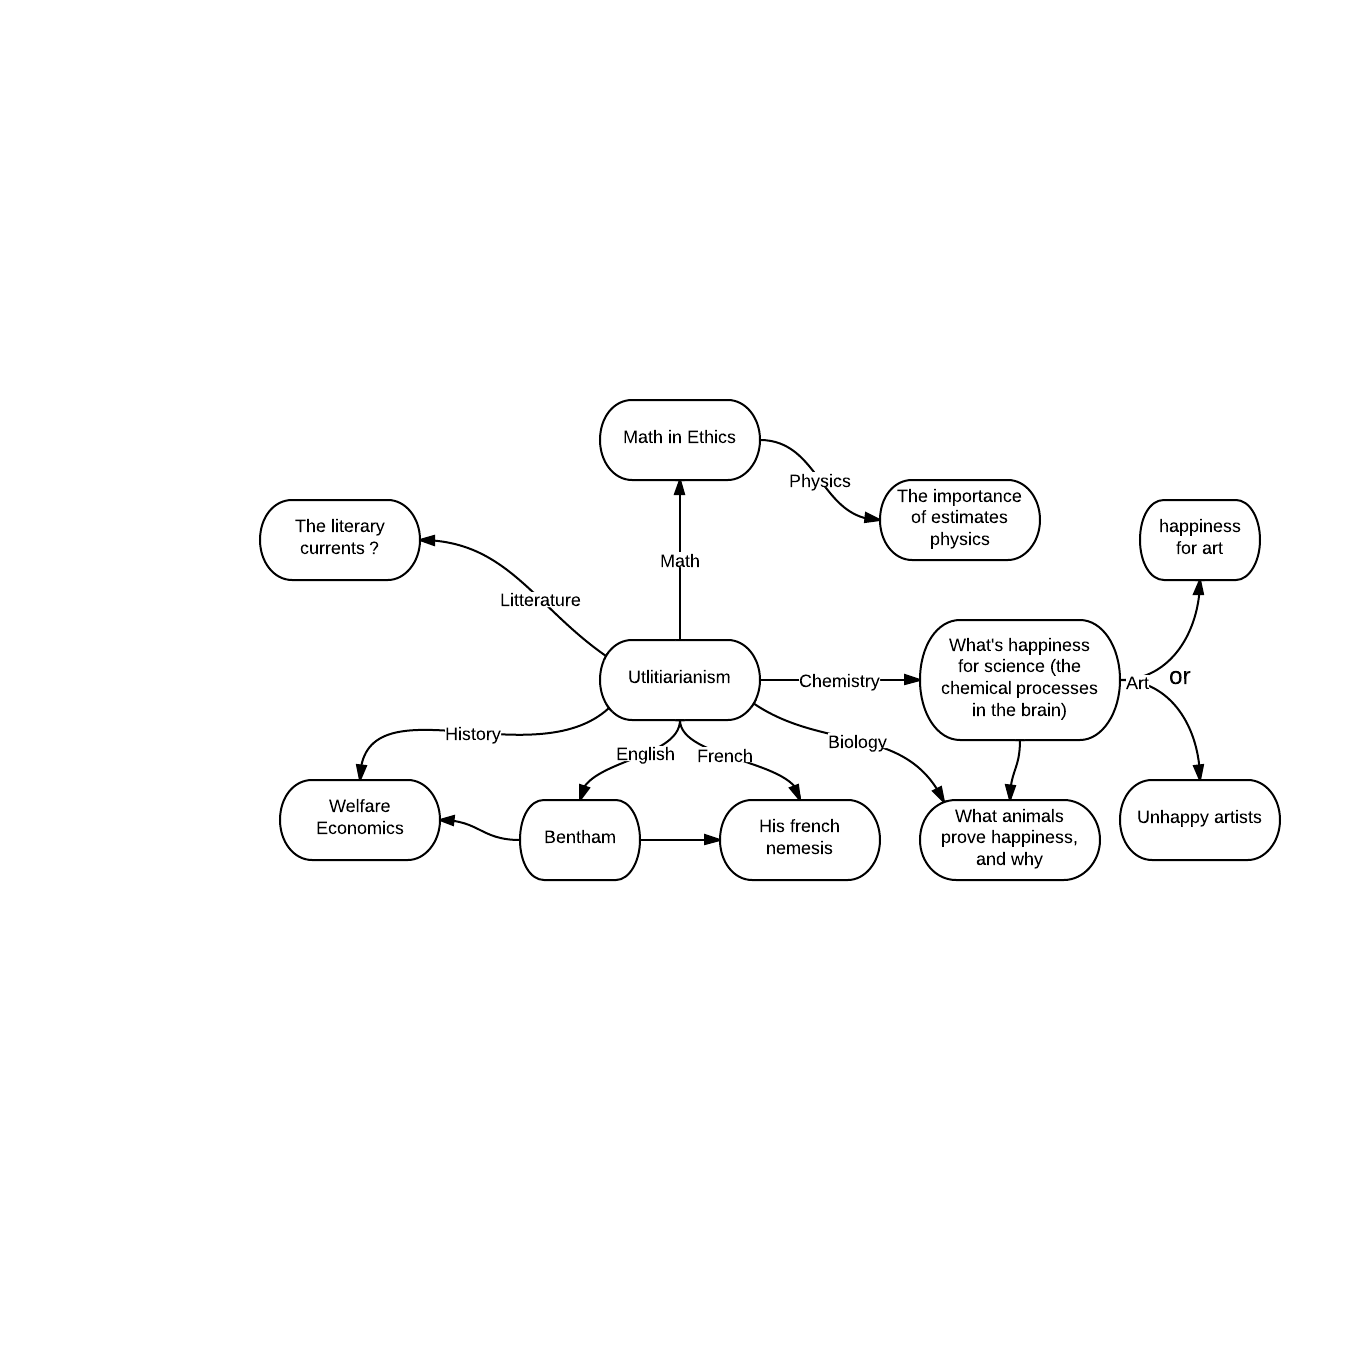 Math in Ethics
Physics
The importance
of estimates
physics
The literary
currents ?
happiness
for art
Math
Litterature
Utlitiarianism
Chemistry
What's happiness
for science (the
chemical processes
in the brain)
Art
or
History
English
French
Biology
Welfare
Economics
Bentham
His french
nemesis
What animals
prove happiness,
and why
Unhappy artists